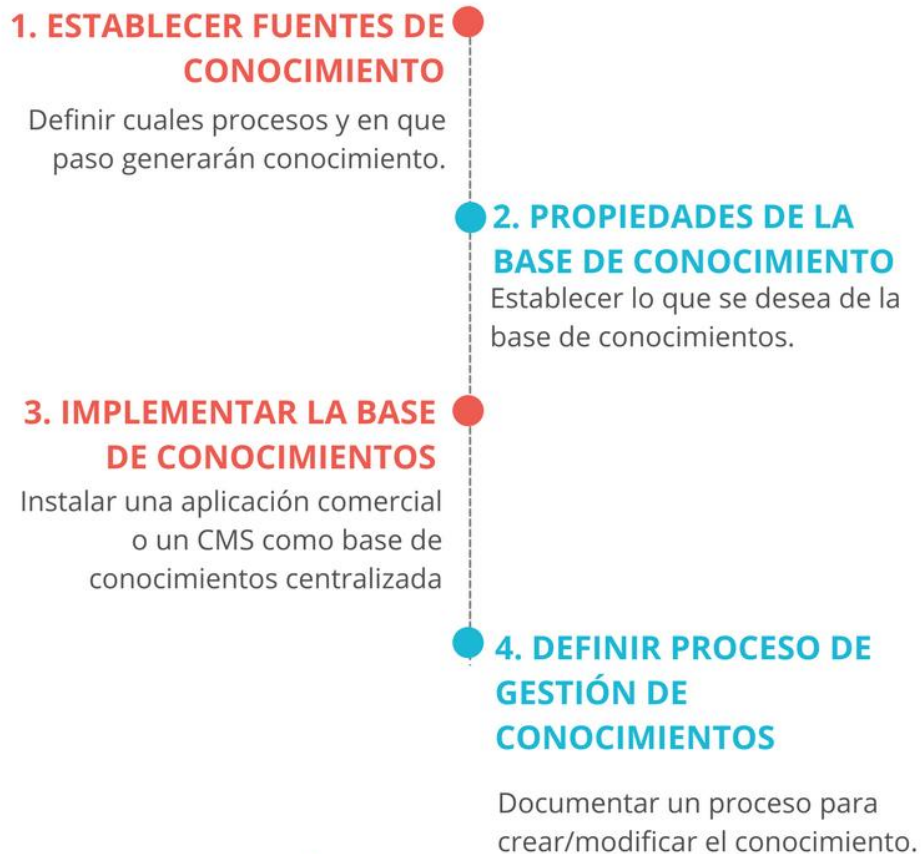 1. ESTABLECER FUENTES DE
CONOCIMIENTO
Definir cuales procesos y en que
paso generarán conocimiento.
2. PROPIEDADES DE LA
BASE DE CONOCIMIENTO
Establecer lo que se desea de la
base de conocimientos.
3. IMPLEMENTAR LA BASE
DE CONOCIMIENTOS
Instalar una aplicación comercial
o un CMS como base de
conocimientos centralizada
4. DEFINIR PROCESO DE
GESTIÓN DE
CONOCIMIENTOS
Documentar un proceso para
crear/modificar el conocimiento.